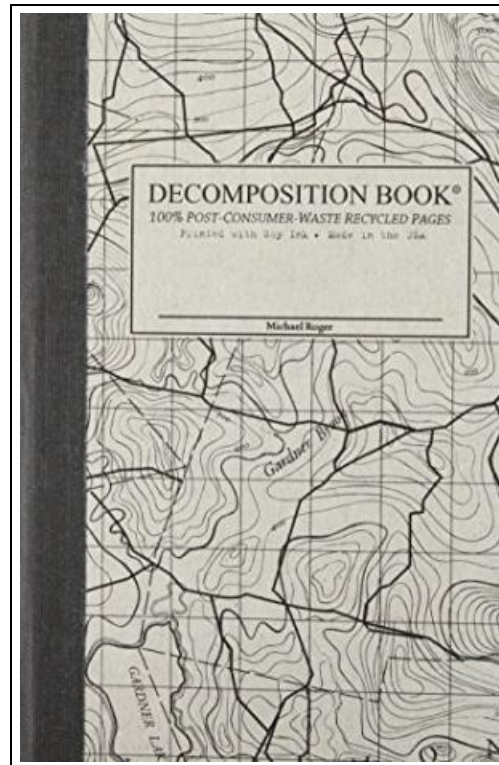 DECOMPOSITION BOOK®
100% POST-CONSUMER-WASTE RECYCLED PAGES
Printed with Soy Ink • Made in the USA
Michael Roger
Gardner
GARDNER